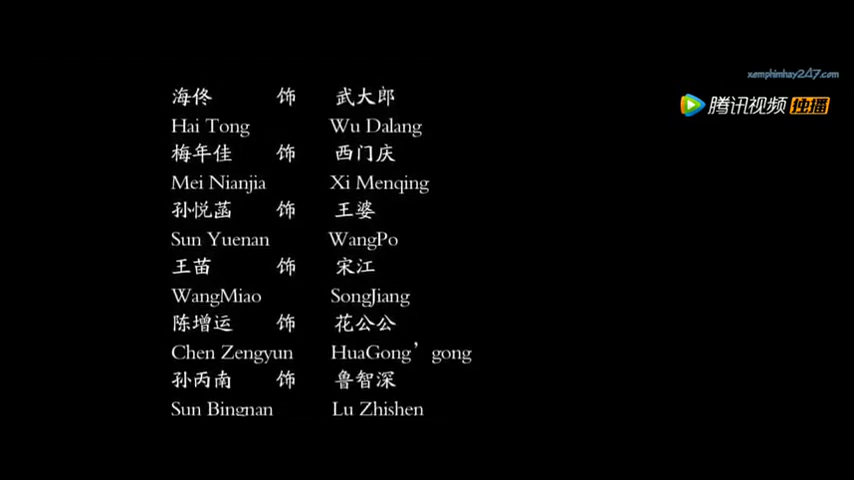 xemphimhay247.com
腾讯视频 独播
海佟 饰 武大郎
Hai Tong Wu Dalang
梅年佳 饰 西门庆
Mei Nianjia Xi Menqing
孙悦菡 饰 王婆
Sun Yuenan WangPo
王苗 饰 宋江
WangMiao SongJiang
陈增运 饰 花公公
Chen Zengyun HuaGong’gong
孙丙南 饰 鲁智深
Sun Bingnan Lu Zhishen